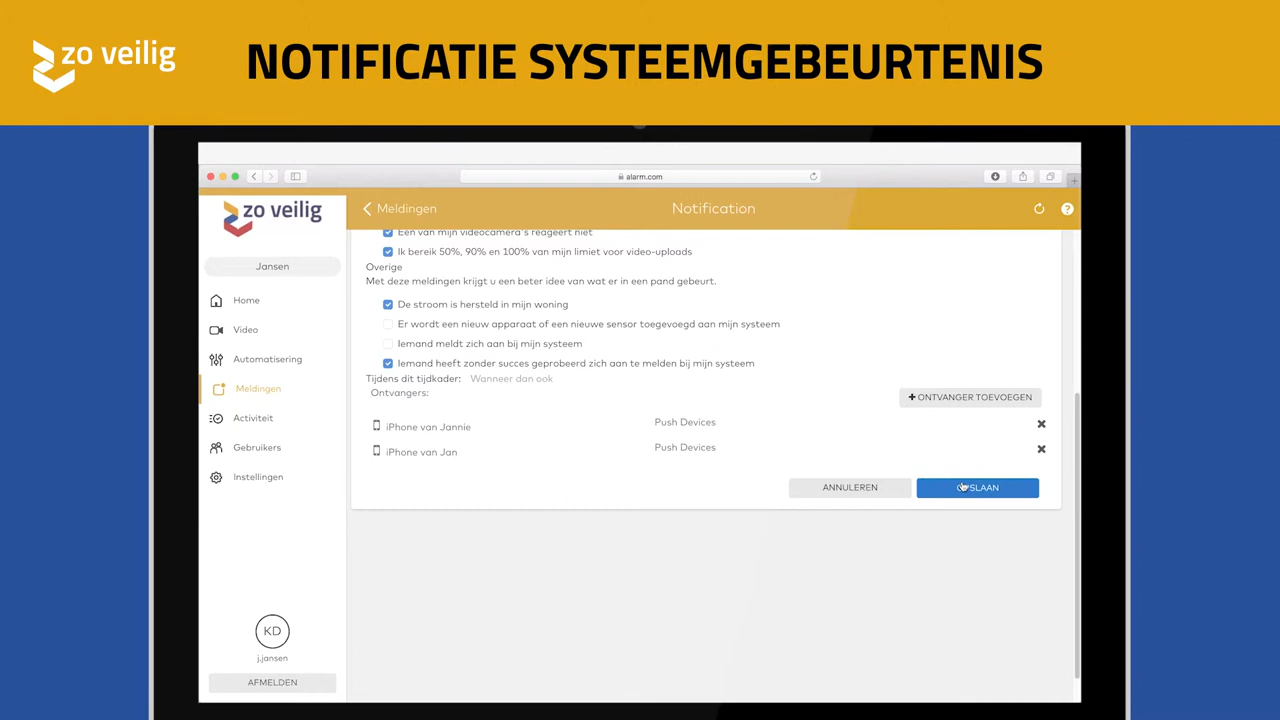 zo veilig
NOTIFICATIE SYSTEEMGEBEURTENIS
alarm.com
zo veilig
Meldingen
Notification
Jansen
Home
Video
Automatisering
Meldingen
Activiteit
Gebruikers
Instellingen
Een van mijn videocamera's reageert niet
Ik bereik 50%, 90% en 100% van mijn limiet voor video-uploads
Overige
Met deze meldingen krijgt u een beter idee van wat er in een pand gebeurt.
De stroom is hersteld in mijn woning
Er wordt een nieuw apparaat of een nieuwe sensor toegevoegd aan mijn systeem
Iemand meldt zich aan bij mijn systeem
Iemand heeft zonder succes geprobeerd zich aan te melden bij mijn systeem
Tijdens dit tijdkader: Wanneer dan ook
Ontvangers:
+ ONTVANGER TOEVOEGEN
iPhone van Jannie Push Devices
iPhone van Jan Push Devices
ANNULEREN
OPSLAAN
KD
j.jansen
AFMELDEN